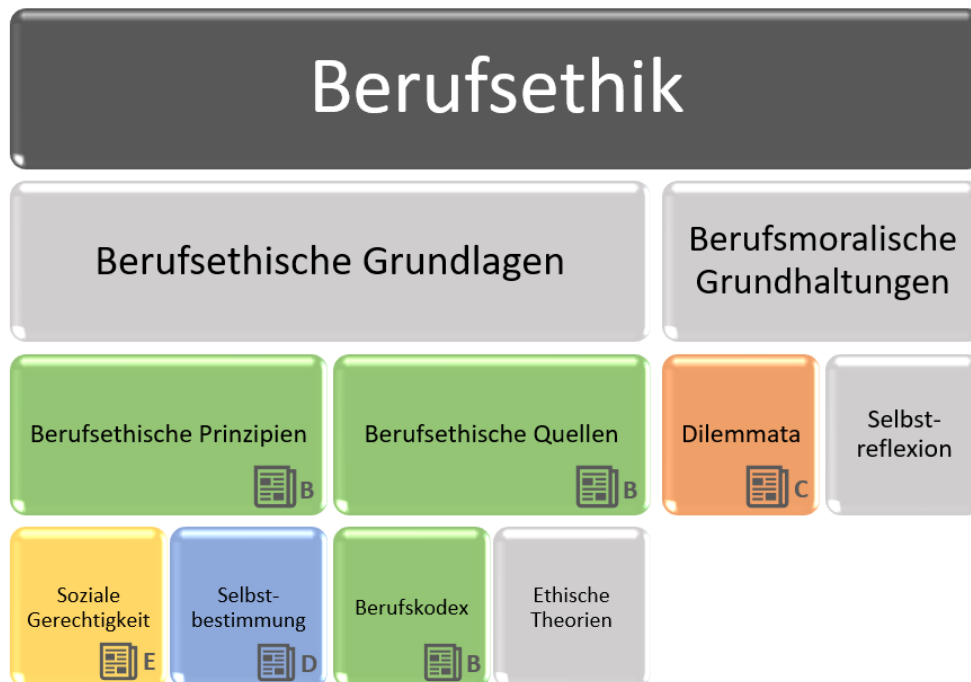 Berufsethik
Berufsethische Grundlagen
Berufsmoralische
Grundhaltungen
Berufsethische Prinzipien
B
Berufsethische Quellen
B
Dilemmata
C
Selbst-
reflexion
Soziale
Gerechtigkeit
E
Selbst-
bestimmung
D
Berufskodex
B
Ethische
Theorien